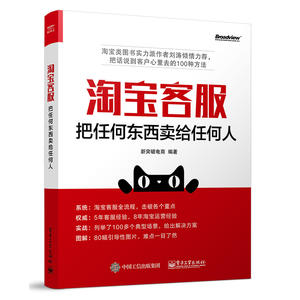 Broadview
淘宝类图书实力派作者刘涛倾情力荐，
把话说到客户心里去的100种方法
淘宝客服
把任何东西卖给任何人
新突破电商 编著
系统：淘宝客服全流程，击破各个重点
权威：5年客服经验，8年淘宝运营经验
实战：列举了100多个典型场景，给出解决方案
图解：80幅引导性图片，难点一目了然
中国工信出版集团
电子工业出版社
淘宝客服
把任何东西卖给任何人